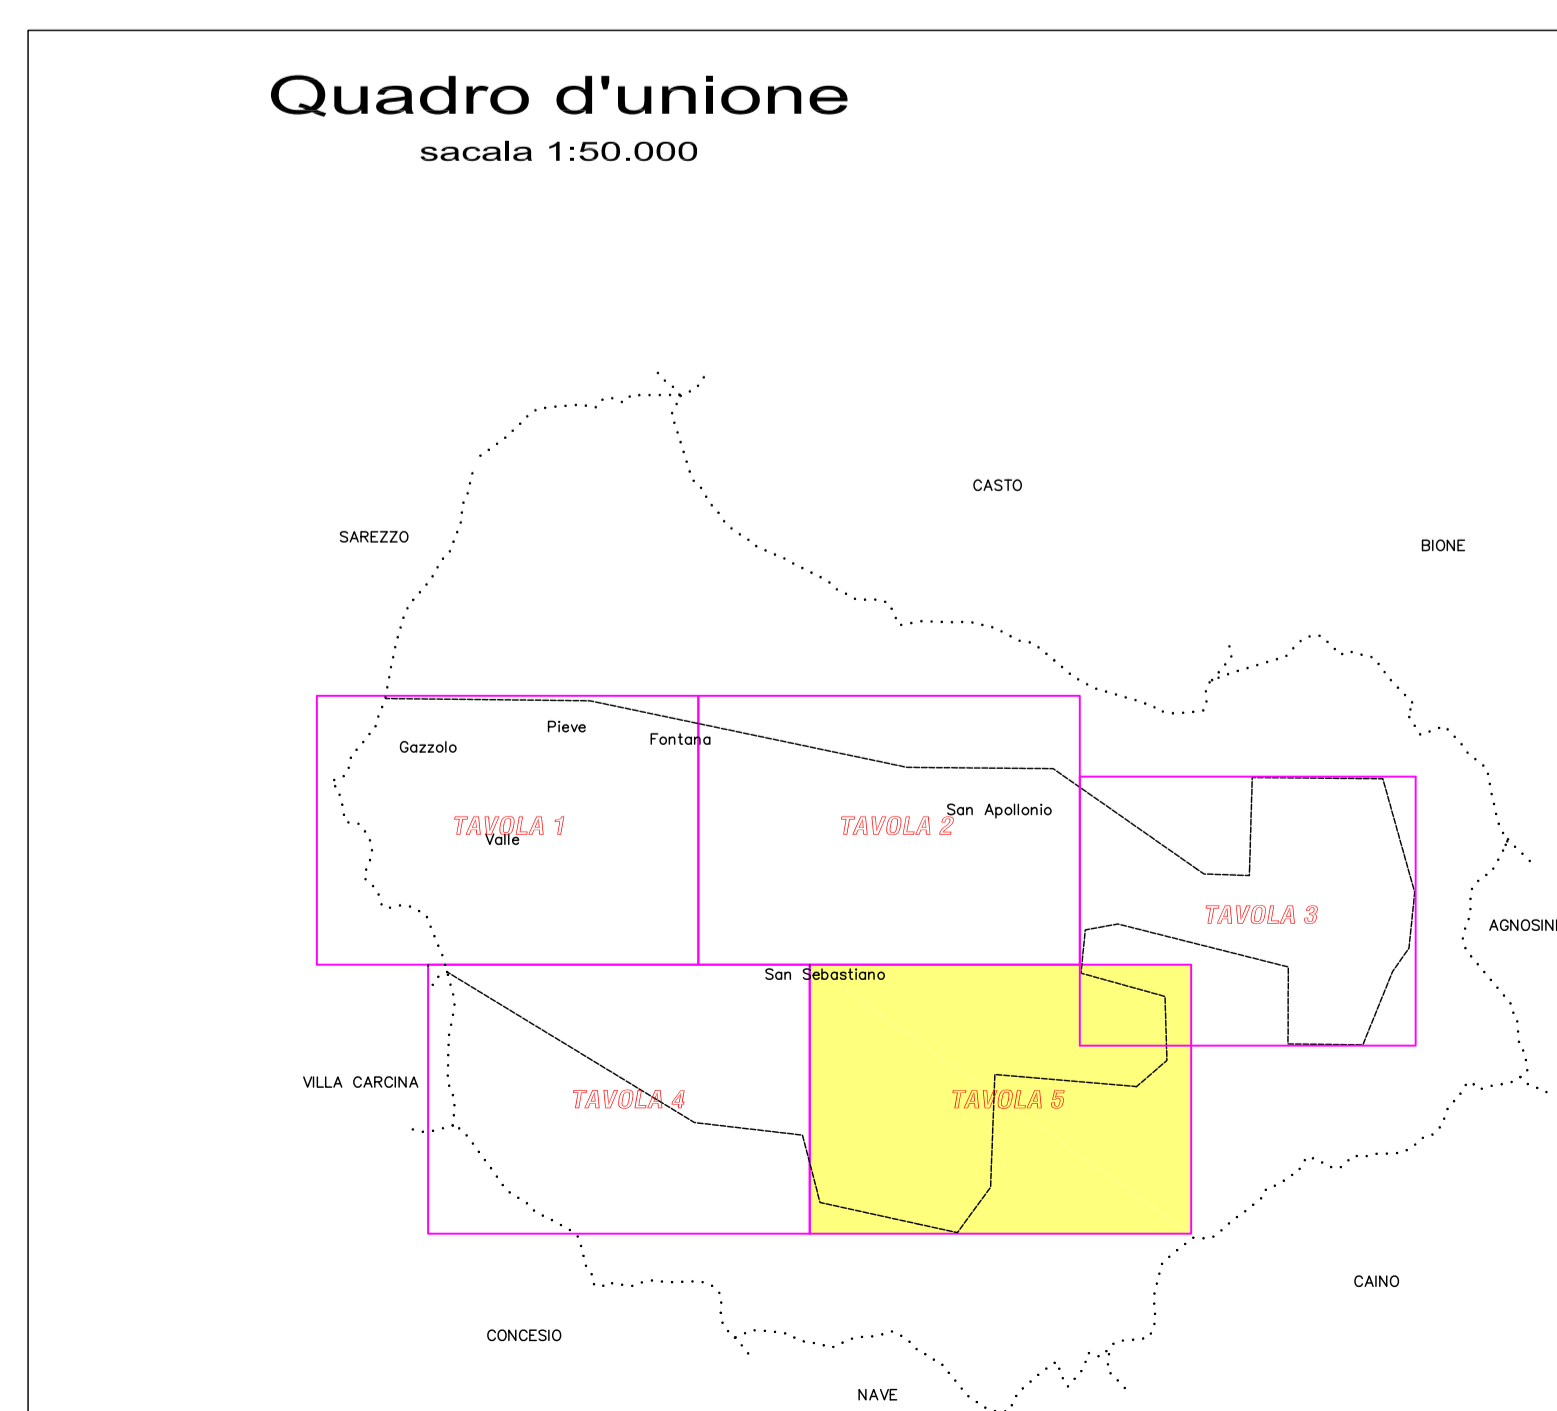 Quadro d'unione
sacala 1:50.000
CASTO
SAREZZO
BIONE
Pieve
Fontana
Gazzolo
San Apollonio
TAVOLA 1
TAVOLA 2
Valle
TAVOLA 3
AGNOSIN
San Sebastiano
VILLA CARCINA
TAVOLA 4
TAVOLA 5
CAINO
CONCESIO
NAVE